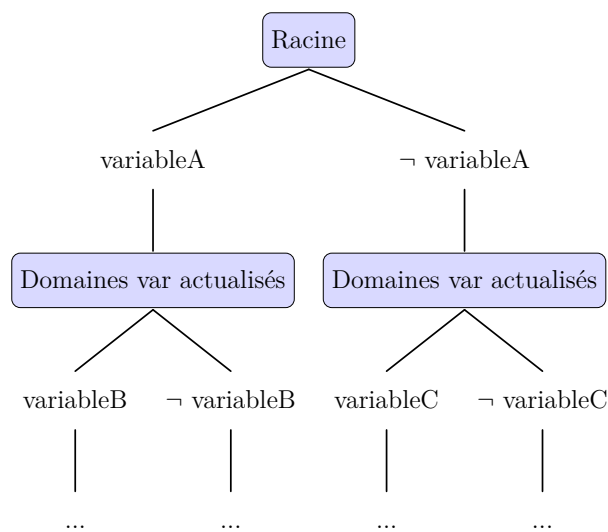 Racine
variableA ¬ variableA
Domaines var actualisés Domaines var actualisés
variableB ¬ variableB variableC ¬ variableC
... ... ... ...